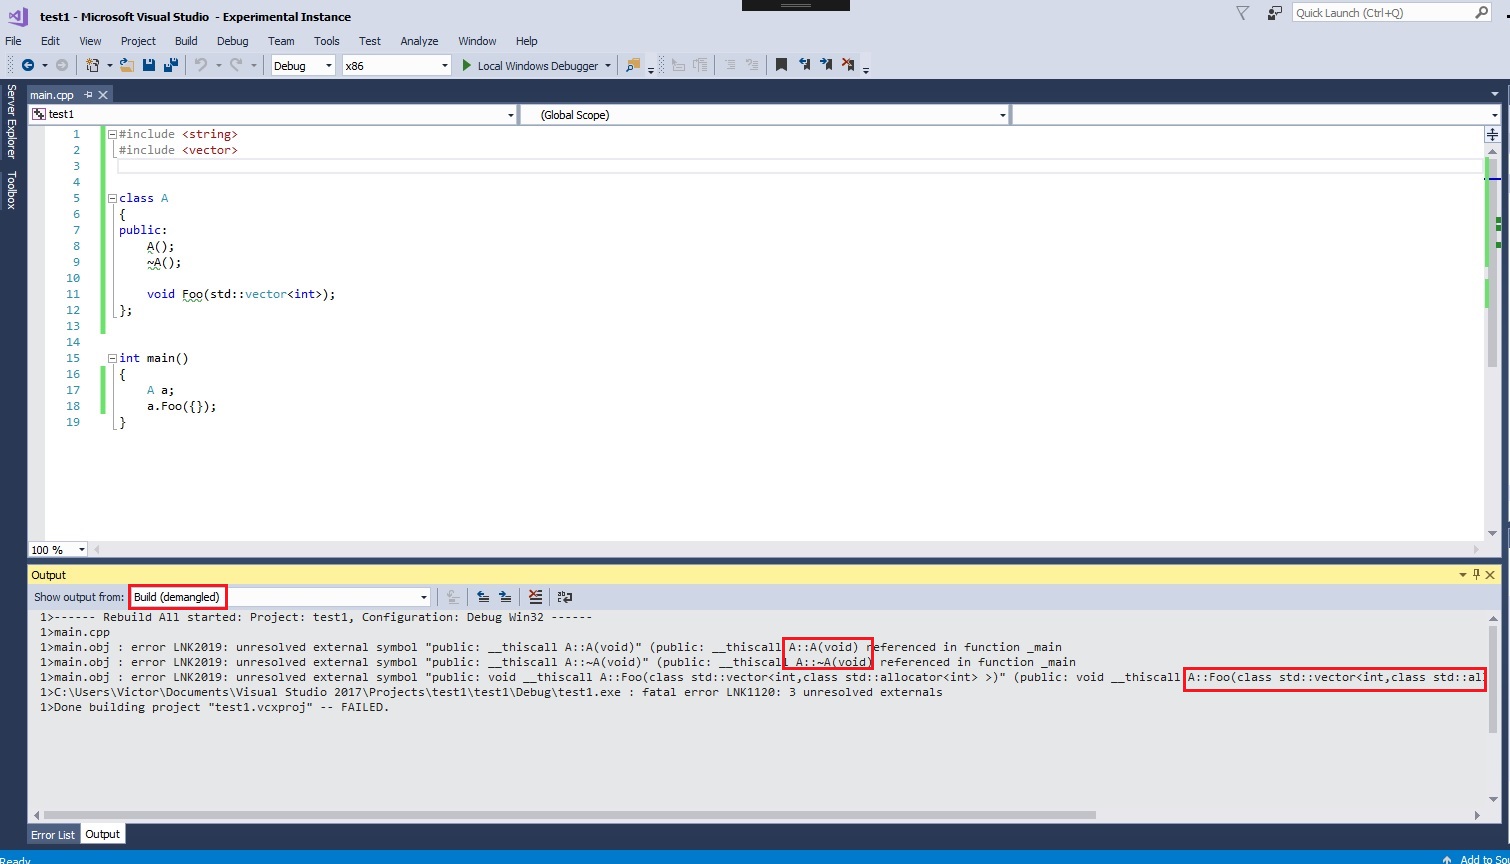 test1 - Microsoft Visual Studio - Experimental Instance
Quick Launch (Ctrl+Q)
File Edit View Project Build Debug Team Tools Test Analyze Window Help
Debug x86 Local Windows Debugger
Server Explorer
Toolbox
main.cpp
test1 (Global Scope)
1 #include <string>
2 #include <vector>
3
4
5 class A
6 {
7 public:
8 A();
9 ~A();
10
11 void Foo(std::vector<int>);
12 };
13
14
15 int main()
16 {
17 A a;
18 a.Foo({});
19 }
100 %
Output
Show output from: Build (demangled)
1>------ Rebuild All started: Project: test1, Configuration: Debug Win32 ------
1>main.cpp
1>main.obj : error LNK2019: unresolved external symbol "public: __thiscall A::A(void)" (public: __thiscall A::A(void) referenced in function _main
1>main.obj : error LNK2019: unresolved external symbol "public: __thiscall A::~A(void)" (public: __thiscall A::~A(void) referenced in function _main
1>main.obj : error LNK2019: unresolved external symbol "public: void __thiscall A::Foo(class std::vector<int,class std::allocator<int> >)" (public: void __thiscall A::Foo(class std::vector<int,class std::al
1>C:\Users\Victor\Documents\Visual Studio 2017\Projects\test1\test1\Debug\test1.exe : fatal error LNK1120: 3 unresolved externals
1>Done building project "test1.vcxproj" -- FAILED.
Error List Output
Ready
Add to So